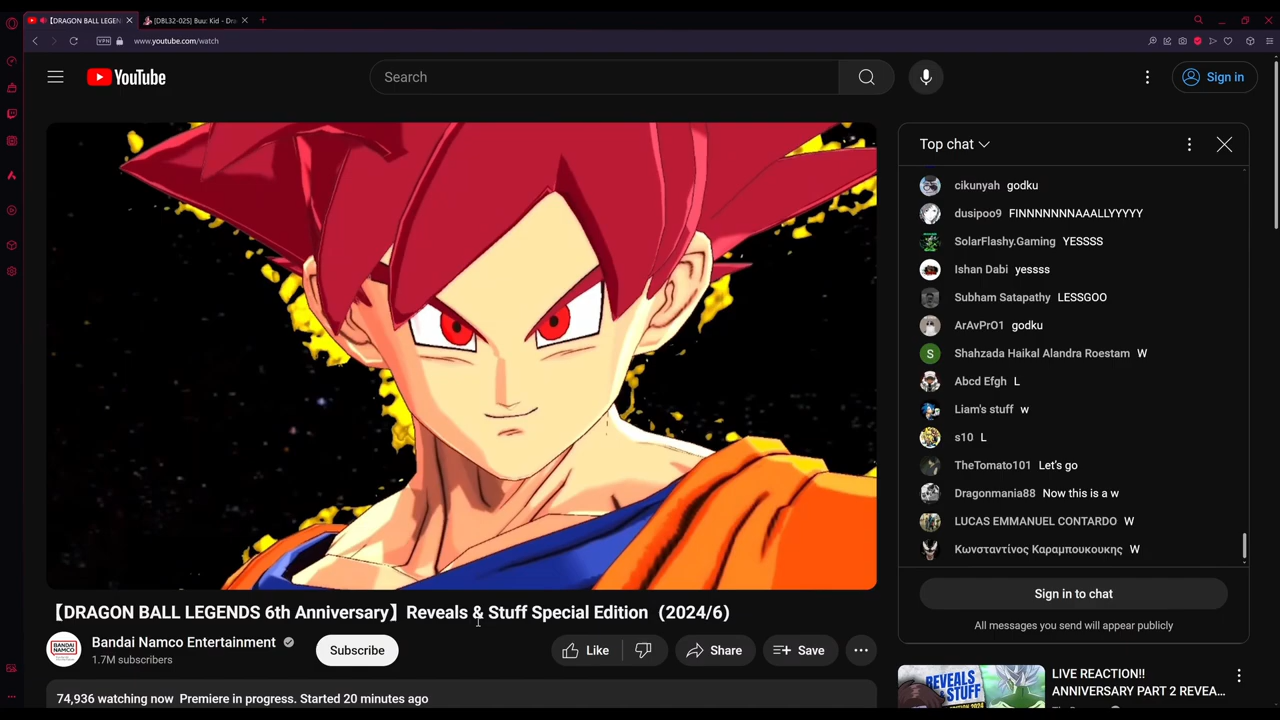 【DRAGON BALL LEGEN
[DBL32-02S] Buu: Kid - Dra
VPN
www.youtube.com/watch
YouTube
Search
Sign in
Top chat
cikunyah godku
dusipoo9 FINNNNNNAAALLYYYYY
SolarFlashy.Gaming YESSSS
Ishan Dabi yessss
Subham Satapathy LESSGOO
ArAvPrO1 godku
S Shahzada Haikal Alandra Roestam W
Abcd Efgh L
Liam's stuff w
s10 L
TheTomato101 Let's go
Dragonmania88 Now this is a w
LUCAS EMMANUEL CONTARDO W
Κωνσταντίνος Καραμπουκουκης W
Sign in to chat
All messages you send will appear publicly
【DRAGON BALL LEGENDS 6th Anniversary】Reveals & Stuff Special Edition（2024/6)
BANDAI NAMCO
Bandai Namco Entertainment
1.7M subscribers
Subscribe
Like
Share
Save
74,936 watching now Premiere in progress. Started 20 minutes ago
REVEALS
STUFF
LIVE REACTION!!
ANNIVERSARY PART 2 REVEA...